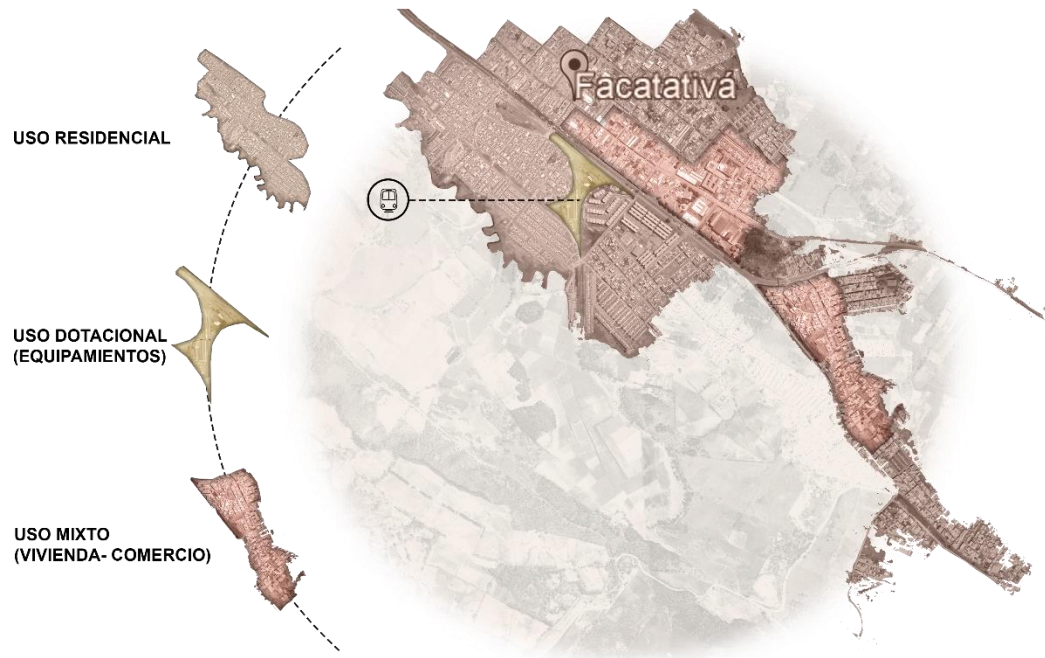 Facatativá
USO RESIDENCIAL
USO DOTACIONAL
(EQUIPAMIENTOS)
USO MIXTO
(VIVIENDA- COMERCIO)